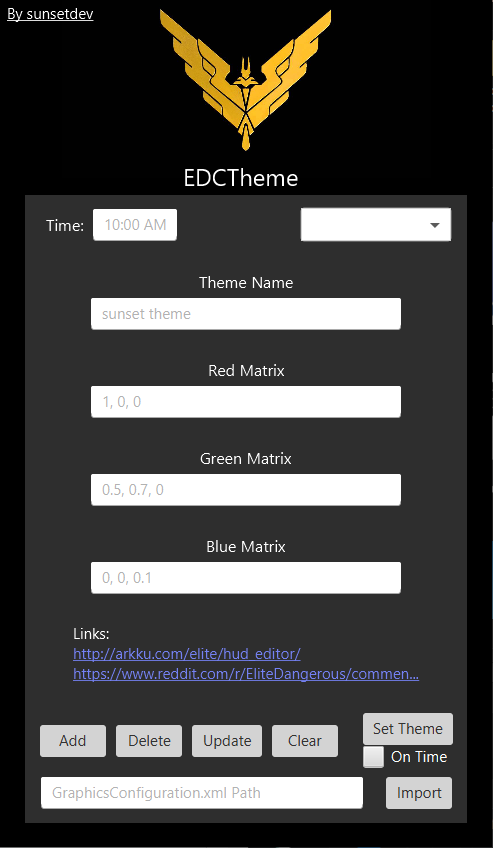 By sunsetdev
EDCTheme
Time: 10:00 AM
Theme Name
sunset theme
Red Matrix
1, 0, 0
Green Matrix
0.5, 0.7, 0
Blue Matrix
0, 0, 0.1
Links:
http://arkku.com/elite/hud_editor/
https://www.reddit.com/r/EliteDangerous/commen...
Add Delete Update Clear Set Theme
On Time
GraphicsConfiguration.xml Path Import